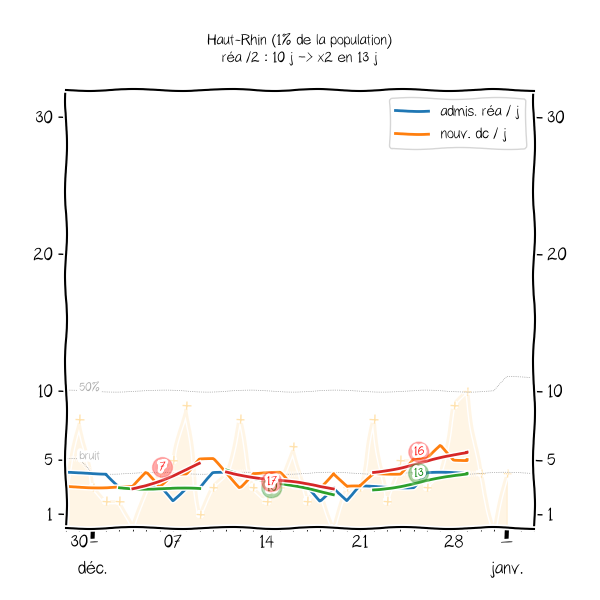 Haut-Rhin (1% de la population)
réa /2 : 10 j -> x2 en 13 j
admis. réa / j
nouv. dc / j
30
30
20
20
10
10
50%
5
5
bruit
16
7
13
17
1
1
30
07
14
21
28
déc.
janv.